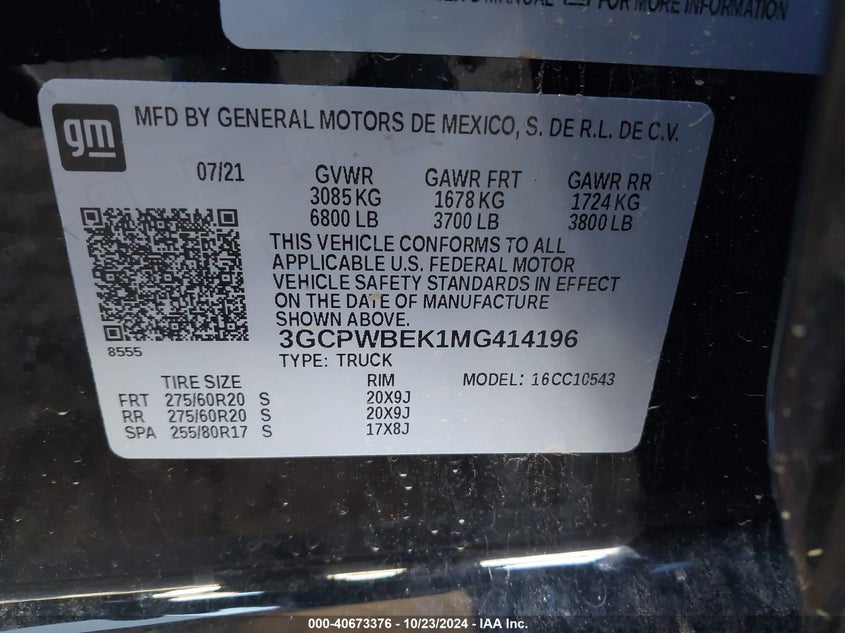 MANUAL FOR MORE INFORMATION
gm
MFD BY GENERAL MOTORS DE MEXICO, S. DE R.L. DE C.V.
07/21 GVWR GAWR FRT GAWR RR
3085 KG 1678 KG 1724 KG
6800 LB 3700 LB 3800 LB
THIS VEHICLE CONFORMS TO ALL
APPLICABLE U.S. FEDERAL MOTOR
VEHICLE SAFETY STANDARDS IN EFFECT
ON THE DATE OF MANUFACTURE
SHOWN ABOVE.
8555
3GCPWBEK1MG414196
TYPE: TRUCK
TIRE SIZE RIM MODEL: 16CC10543
FRT 275/60R20 S 20X9J
RR 275/60R20 S 20X9J
SPA 255/80R17 S 17X8J
000-40673376 - 10/23/2024 - IAA Inc.